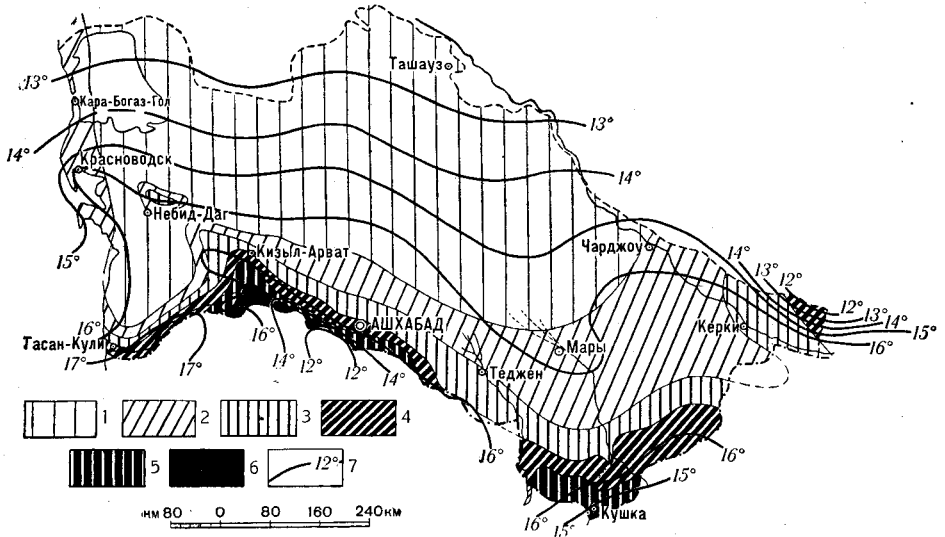 Ташауз
13°
Кара-Богаз-Гол
13°
14°
Красноводск
14°
Небид-Даг
15°
Чарджоу
Кизыл-Арват
14°
13°
12°
12°
13°
14°
15°
16°
16°
Тасан-Кули
17°
17°
16°
14°
12°
АШХАБАД
12°
14°
Мары
Керки
Теджен
16°
16°
15°
16°
15°
Кушка
1
2
3
4
5
6
12°
7
км 80 0 80 160 240 км